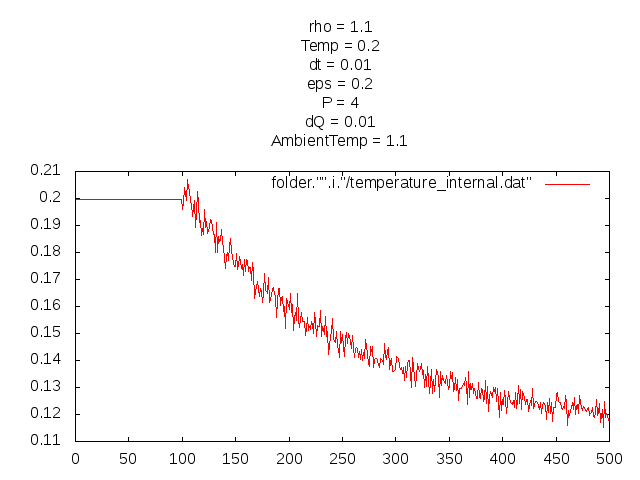 rho = 1.1
Temp = 0.2
dt = 0.01
eps = 0.2
P = 4
dQ = 0.01
AmbientTemp = 1.1
folder."".i."/temperature_internal.dat"
0.21
0.2
0.19
0.18
0.17
0.16
0.15
0.14
0.13
0.12
0.11
0 50 100 150 200 250 300 350 400 450 500